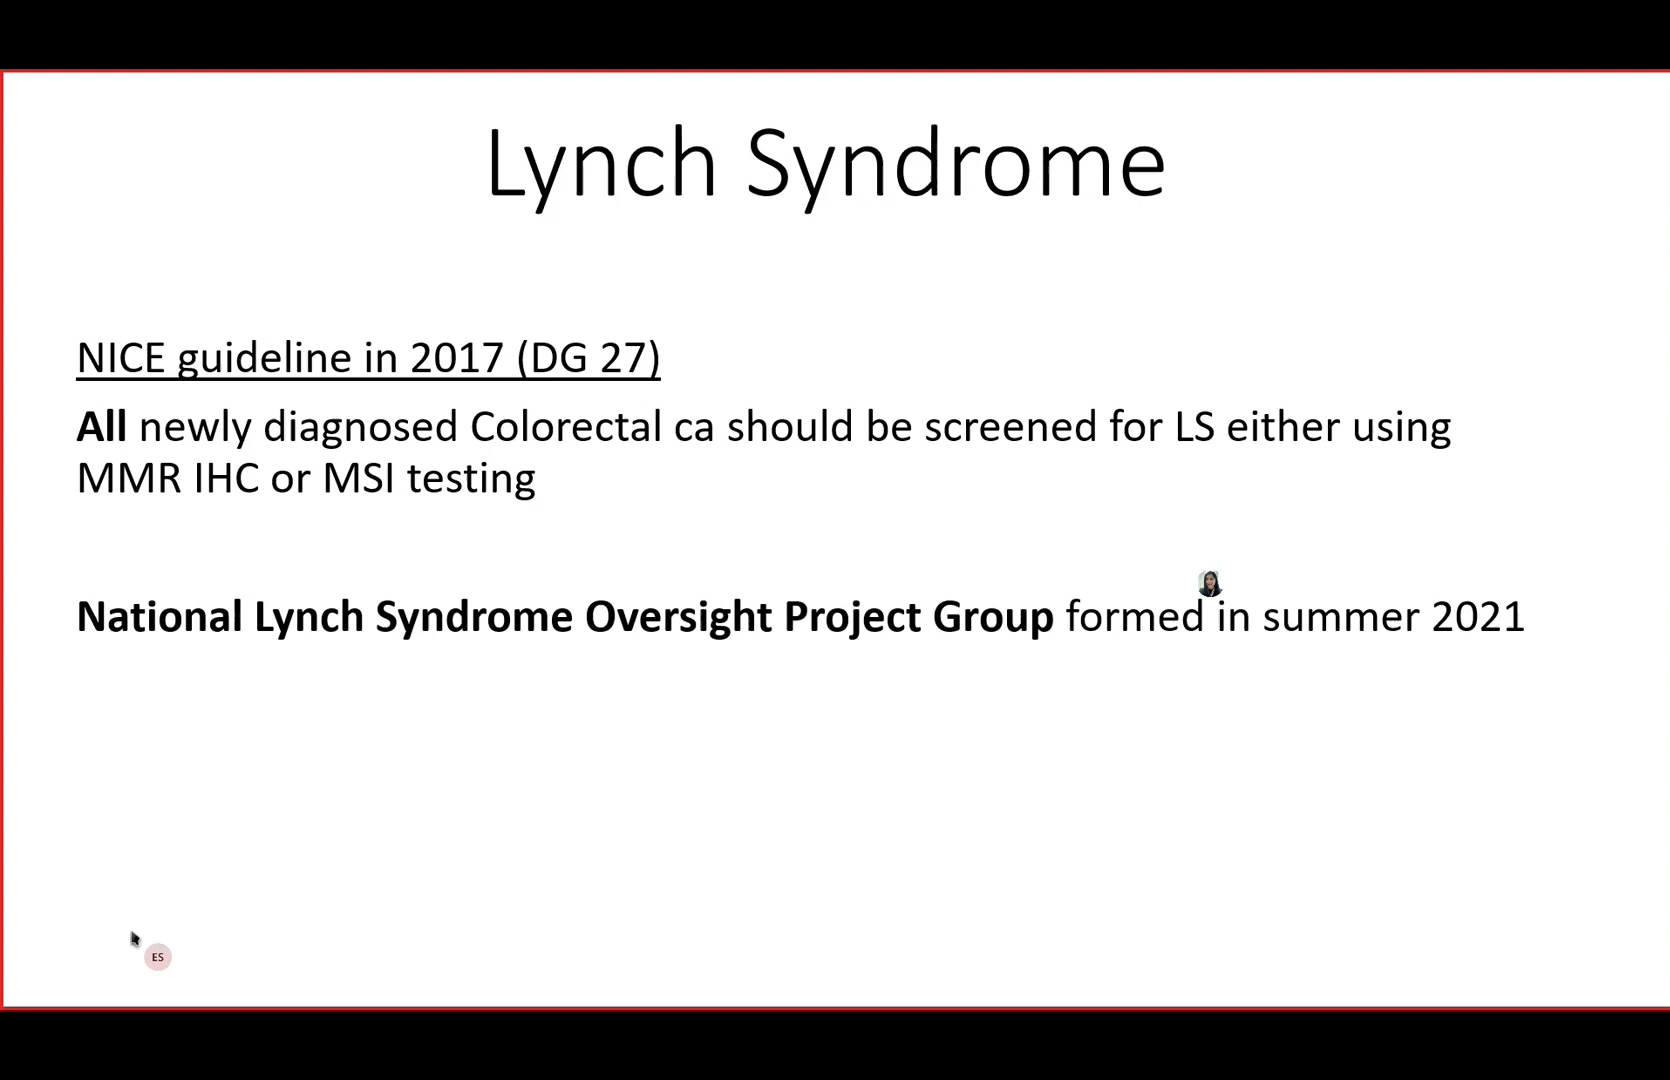 Lynch Syndrome
NICE guideline in 2017 (DG 27)
All newly diagnosed Colorectal ca should be screened for LS either using
MMR IHC or MSI testing
National Lynch Syndrome Oversight Project Group formed in summer 2021
ES